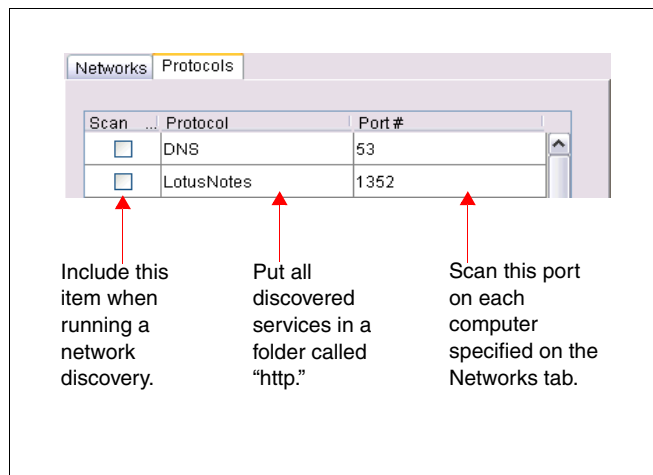 Networks Protocols
Scan ... Protocol Port #
DNS 53
LotusNotes 1352
Include this
item when
running a
network
discovery.
Put all
discovered
services in a
folder called
“http.”
Scan this port
on each
computer
specified on the
Networks tab.